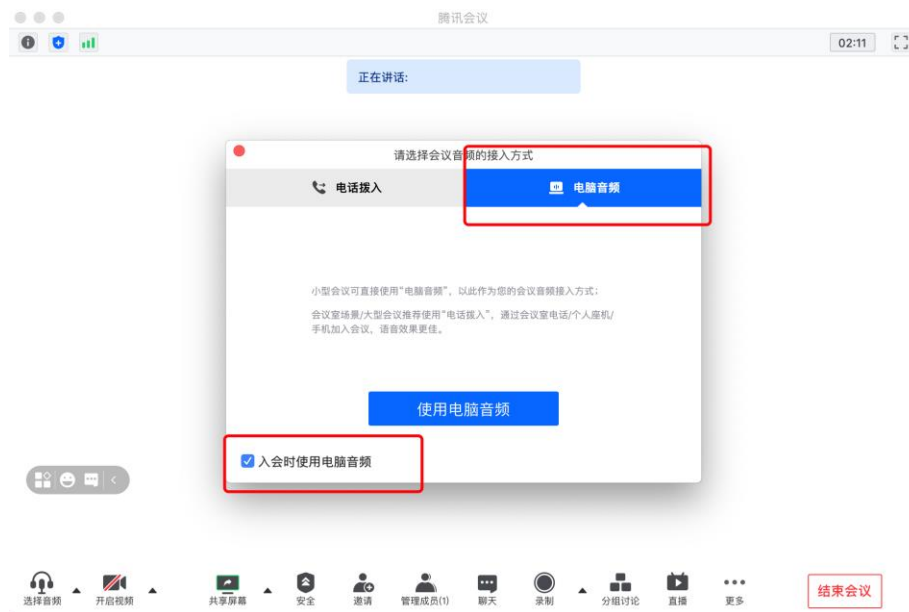 腾讯会议
02:11
正在讲话:
请选择会议音频的接入方式
电话拨入
电脑音频
小型会议可直接使用“电脑音频”，以此作为您的会议音频接入方式；
会议室场景/大型会议推荐使用“电话拨入”，通过会议室电话/个人座机/
手机加入会议，语音效果更佳。
使用电脑音频
入会时使用电脑音频
选择音频
开启视频
共享屏幕
安全
邀请
管理成员(1)
聊天
录制
分组讨论
直播
更多
结束会议